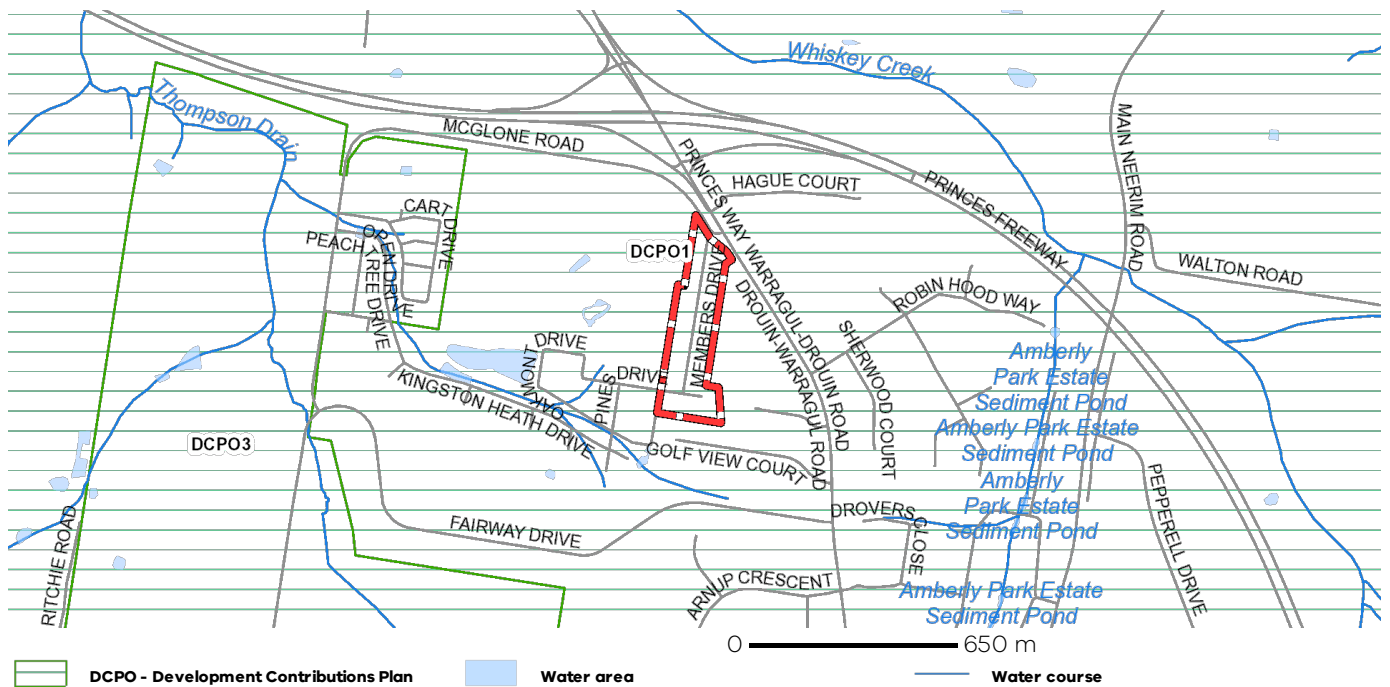 Whiskey Creek
Thompson Drain
MCGLONE ROAD
MAIN NEERIM ROAD
PRINCES WAY WARRAGUL-DROUIN ROAD
HAGUE COURT
PRINCES FREEWAY
CART
DRIVE
OPEN DRIVE
PEACH TREE DRIVE
DCPO1
MEMBERS DRIVE
WALTON ROAD
ROBIN HOOD WAY
DROUIN-WARRAGUL ROAD
SHERWOOD COURT
DRIVE
OAKMONT
DRIVE
PINES
KINGSTON HEATH DRIVE
Amberly
Park Estate
Sediment Pond
Amberly Park Estate
Sediment Pond
Amberly
Park Estate
Sediment Pond
DCPO3
GOLF VIEW COURT
PEPPERELL DRIVE
RITCHIE ROAD
FAIRWAY DRIVE
DROVERS
CLOSE
ARNUP CRESCENT
Amberly Park Estate
Sediment Pond
0 650 m
DCPO - Development Contributions Plan
Water area
Water course